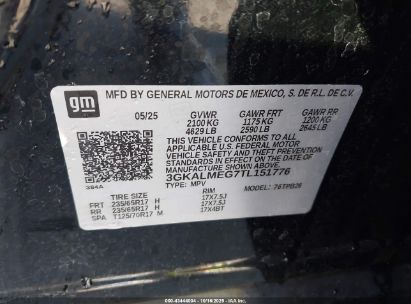 gm
MFD BY GENERAL MOTORS DE MEXICO, S. DE R.L. DE C.V.
05/25 GVWR GAWR FRT GAWR RR
2100 KG 1175 KG 1200 KG
4629 LB 2590 LB 2645 LB
THIS VEHICLE CONFORMS TO ALL
APPLICABLE U.S. FEDERAL MOTOR VEHICLE
SAFETY AND THEFT PREVENTION
STANDARDS IN EFFECT ON THE DATE OF
MANUFACTURE SHOWN ABOVE.
3GKALMEG7TL151776
TYPE: MPV MODEL: 76TPB26
TIRE SIZE RIM
FRT 235/65R17 H 17X7.5J
RR 235/65R17 H 17X7.5J
SPA T125/70R17 M 17X4BT